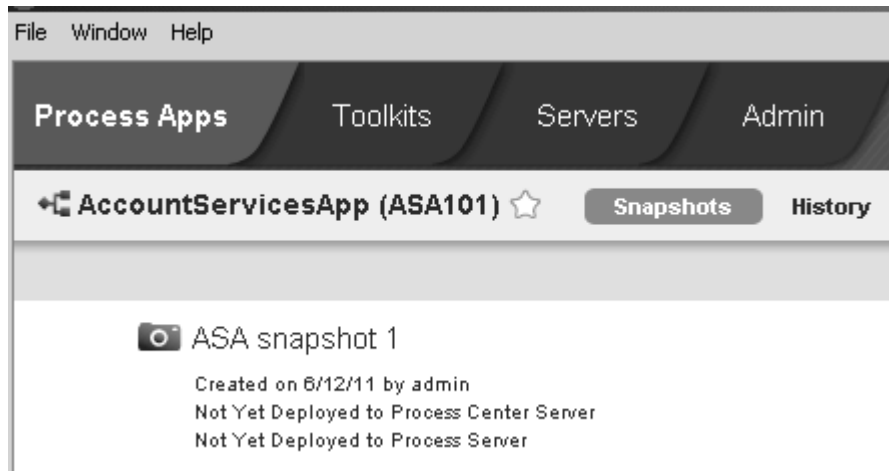 File Window Help
Process Apps Toolkits Servers Admin
AccountServicesApp (ASA101) Snapshots History
ASA snapshot 1
Created on 6/12/11 by admin
Not Yet Deployed to Process Center Server
Not Yet Deployed to Process Server